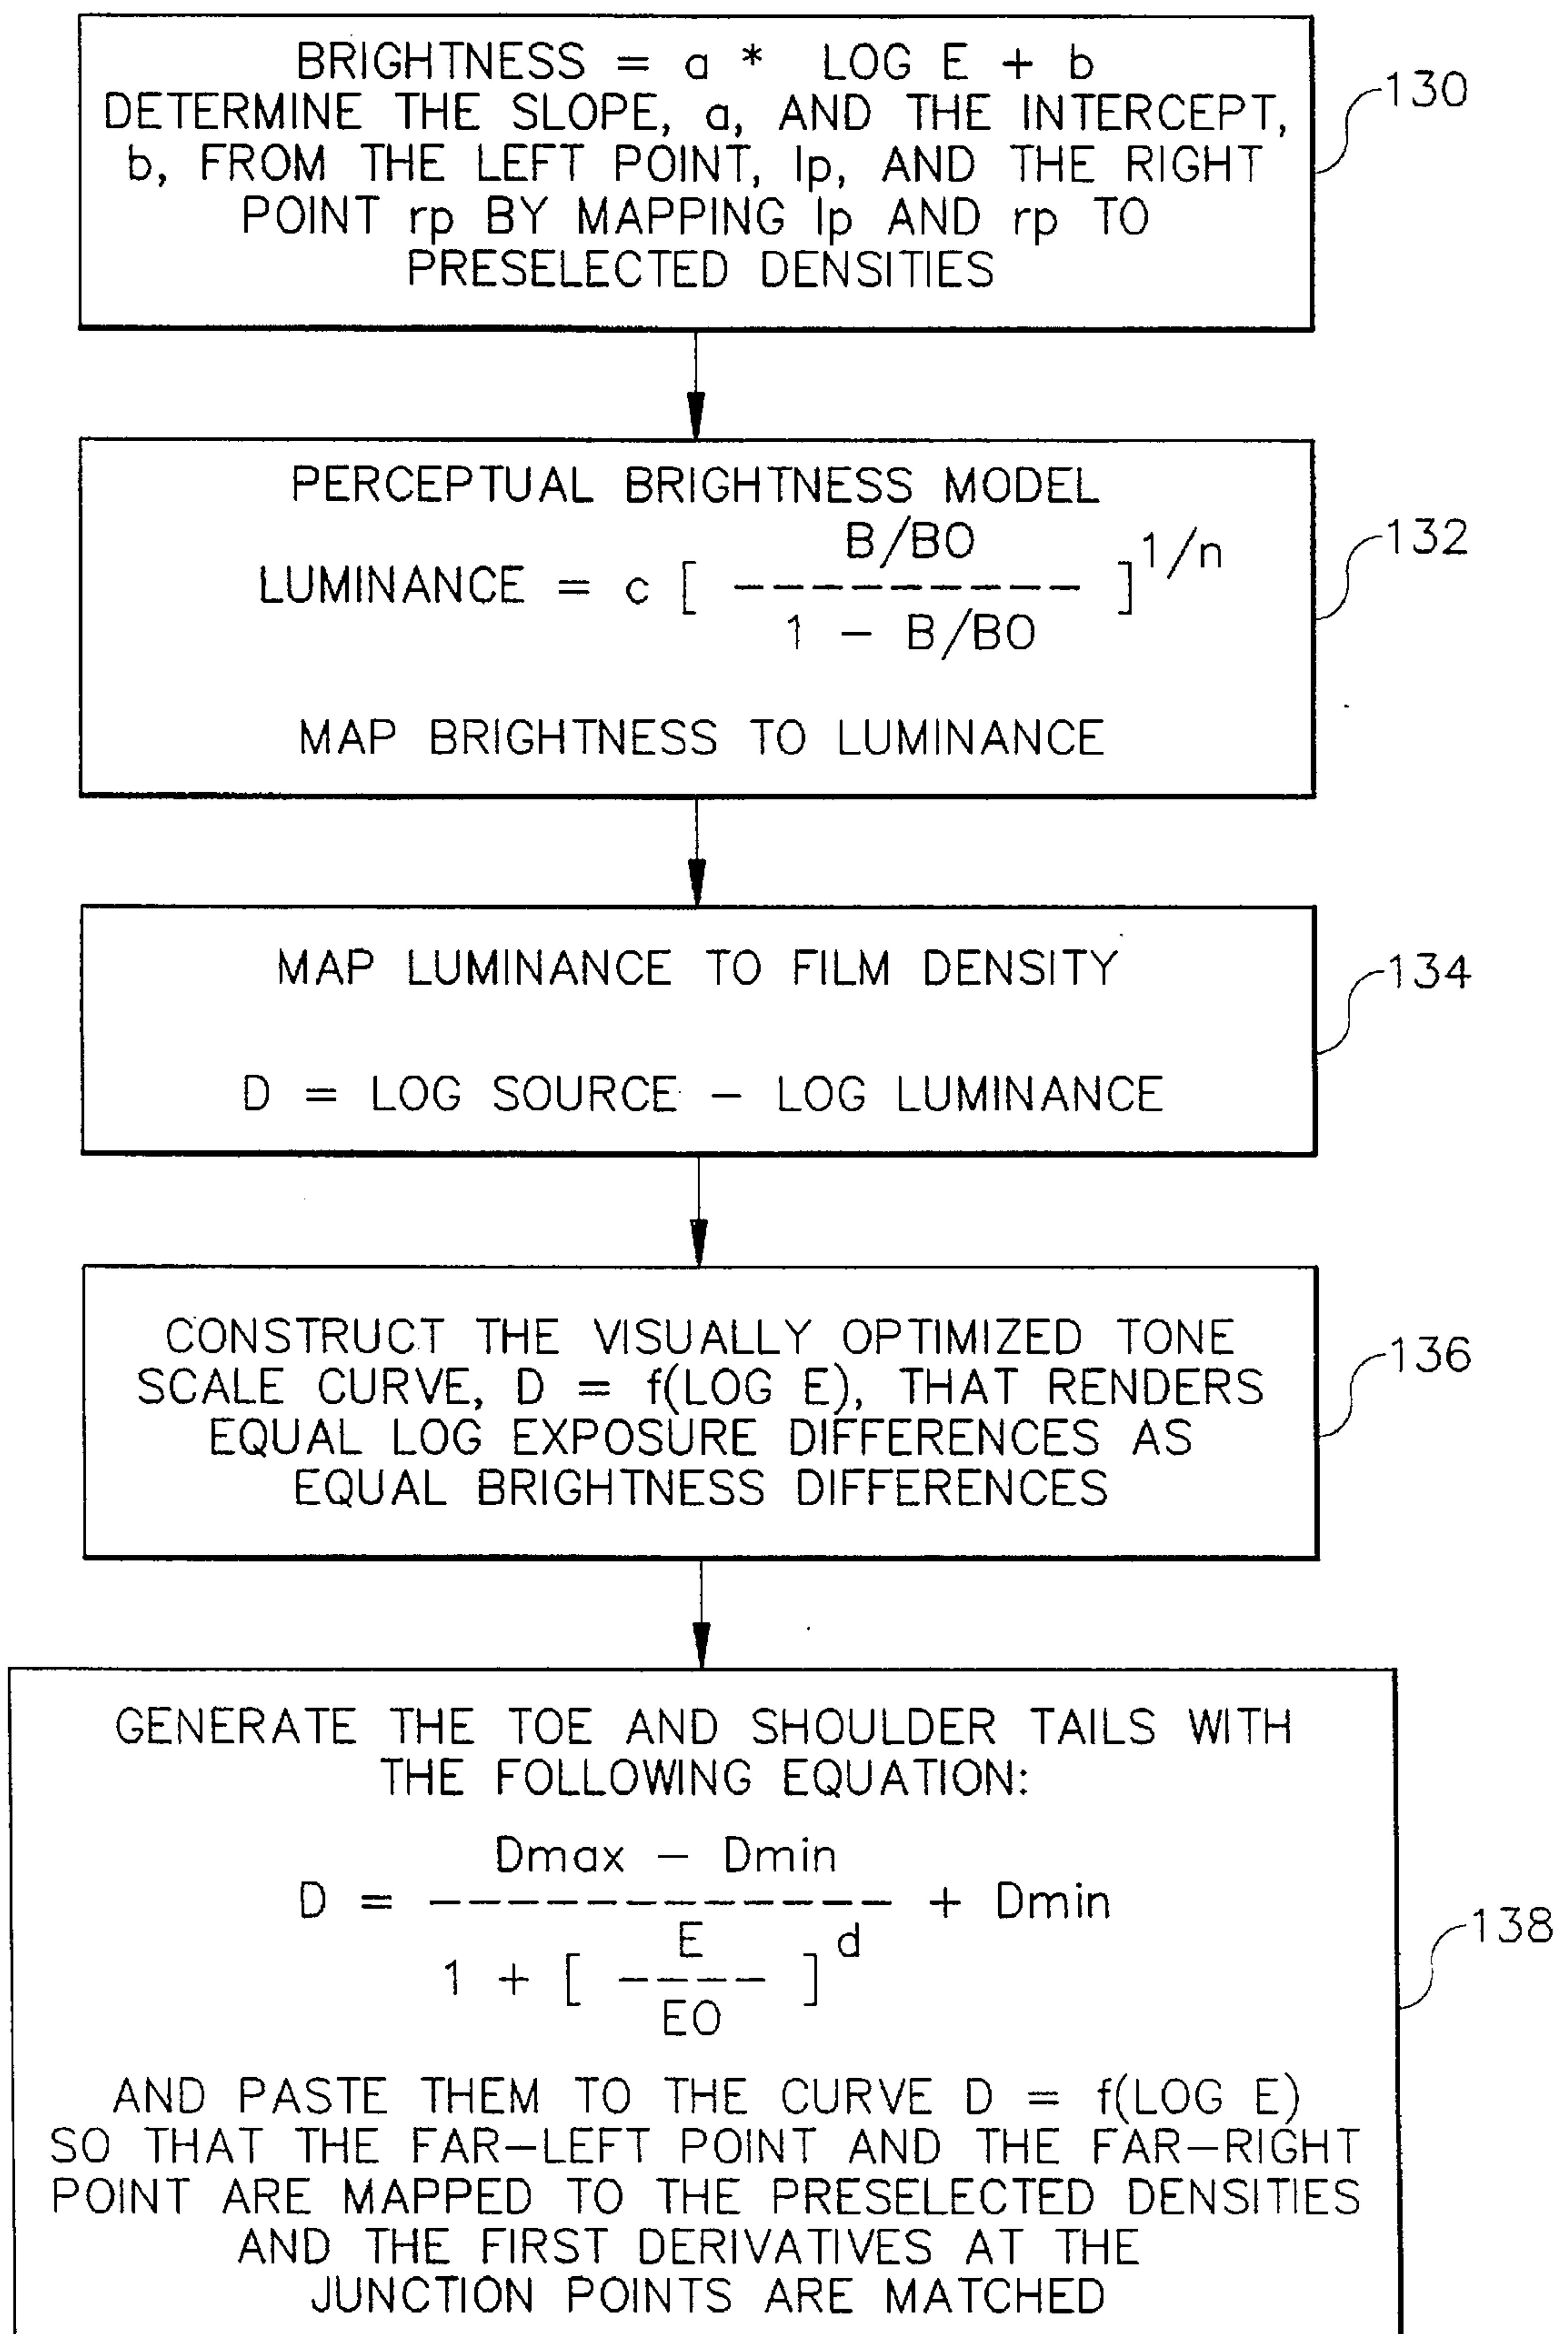 BRIGHTNESS = a * LOG E + b
DETERMINE THE SLOPE, a, AND THE INTERCEPT,
b, FROM THE LEFT POINT, lp, AND THE RIGHT
POINT rp BY MAPPING lp AND rp TO
PRESELECTED DENSITIES
130
PERCEPTUAL BRIGHTNESS MODEL
B/BO
LUMINANCE = c [ ---------- ]1/n
1 - B/BO
MAP BRIGHTNESS TO LUMINANCE
132
MAP LUMINANCE TO FILM DENSITY
D = LOG SOURCE - LOG LUMINANCE
134
CONSTRUCT THE VISUALLY OPTIMIZED TONE
SCALE CURVE, D = f(LOG E), THAT RENDERS
EQUAL LOG EXPOSURE DIFFERENCES AS
EQUAL BRIGHTNESS DIFFERENCES
136
GENERATE THE TOE AND SHOULDER TAILS WITH
THE FOLLOWING EQUATION:
Dmax - Dmin
D = ------------- + Dmin
E
1 + [ ---- ]d
EO
AND PASTE THEM TO THE CURVE D = f(LOG E)
SO THAT THE FAR-LEFT POINT AND THE FAR-RIGHT
POINT ARE MAPPED TO THE PRESELECTED DENSITIES
AND THE FIRST DERIVATIVES AT THE
JUNCTION POINTS ARE MATCHED
138